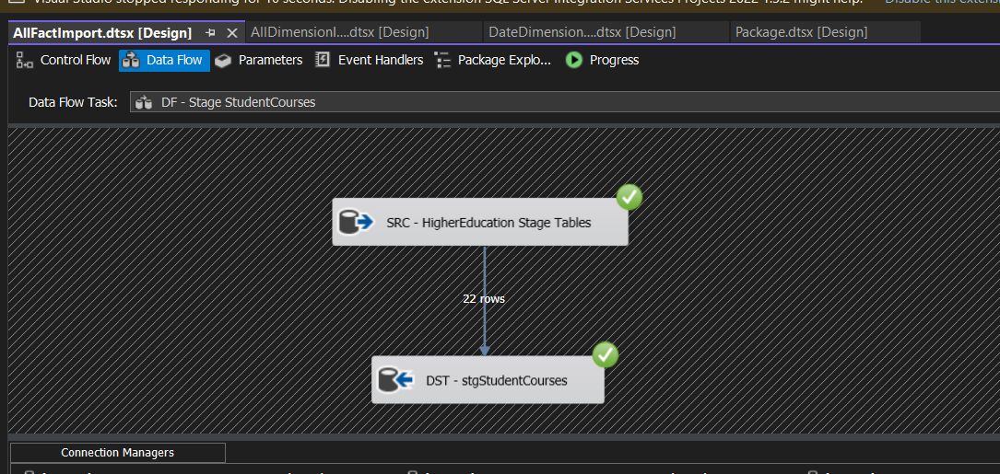 Visual Studio stopped responding for 10 seconds. Disabling the extension SQL Server Integration Services Projects 2022 1.5.2 might help. Disable this extens
AllFactImport.dtsx [Design] AllDimensionI....dtsx [Design] DateDimension....dtsx [Design] Package.dtsx [Design]
Control Flow Data Flow Parameters Event Handlers Package Explo... Progress
Data Flow Task: DF - Stage StudentCourses
SRC - HigherEducation Stage Tables
22 rows
DST - stgStudentCourses
Connection Managers